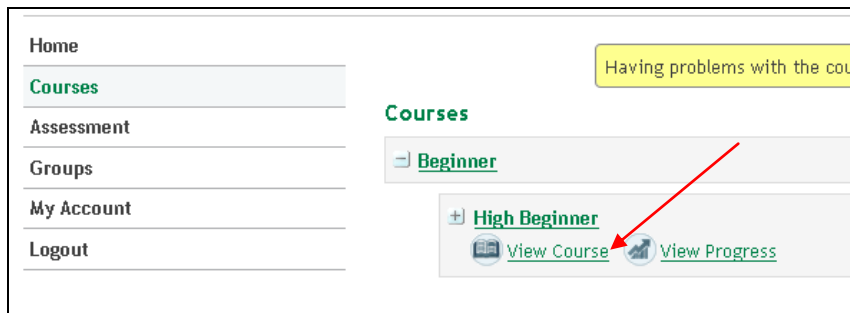 Home
Courses
Assessment
Groups
My Account
Logout
Having problems with the cou
Courses
Beginner
High Beginner
View Course View Progress